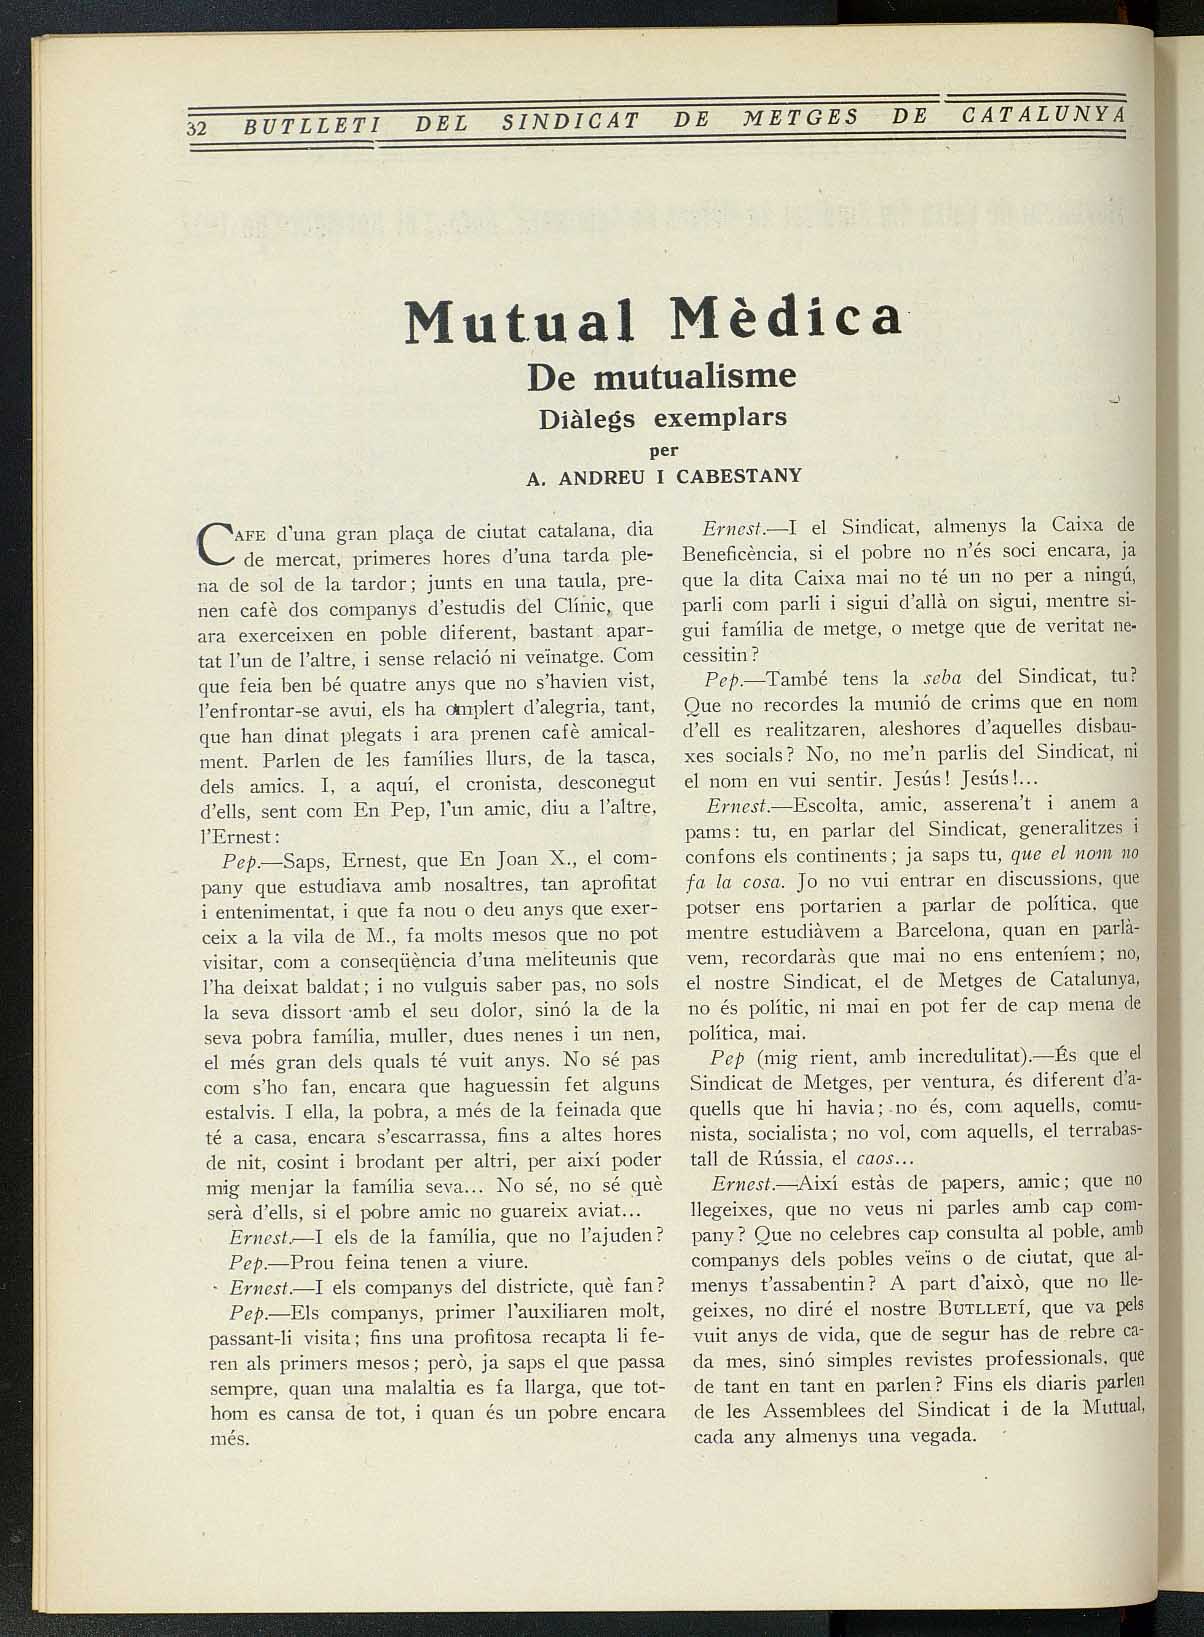 32 BUTLLETI DEL SINDICAT DE METGES DE CATALUNYA
Mutual Mèdica
De mutualisme
Diàlegs exemplars
per
A. ANDREU I CABESTANY
CAFE d'una gran plaça de ciutat catalana, dia
de mercat, primeres hores d'una tarda ple-
na de sol de la tardor; junts en una taula, pre-
nen cafè dos companys d'estudis del Clínic, que
ara exerceixen en poble diferent, bastant apar-
tat l'un de l'altre, i sense relació ni veïnatge. Com
que feia ben bé quatre anys que no s'havien vist,
l'enfrontar-se avui, els ha omplert d'alegria, tant,
que han dinat plegats i ara prenen cafè amical-
ment. Parlen de les famílies llurs, de la tasca,
dels amics. I, a aquí, el cronista, desconegut
d'ells, sent com En Pep, l'un amic, diu a l'altre,
l'Ernest:
Pep.—Saps, Ernest, que En Joan X., el com-
pany que estudiava amb nosaltres, tan aprofitat
i entenimentat, i que fa nou o deu anys que exer-
ceix a la vila de M., fa molts mesos que no pot
visitar, com a conseqüència d'una meliteunis que
l'ha deixat baldat; i no vulguis saber pas, no sols
la seva dissort amb el seu dolor, sinó la de la
seva pobra família, muller, dues nenes i un nen,
el més gran dels quals té vuit anys. No sé pas
com s'ho fan, encara que haguessin fet alguns
estalvis. I ella, la pobra, a més de la feinada que
té a casa, encara s'escarrassa, fins a altes hores
de nit, cosint i brodant per altri, per així poder
mig menjar la família seva... No sé, no sé què
serà d'ells, si el pobre amic no guareix aviat...
Ernest.—I els de la família, que no l'ajuden?
Pep.—Prou feina tenen a viure.
Ernest.—I els companys del districte, què fan?
Pep.—Els companys, primer l'auxiliaren molt,
passant-li visita; fins una profitosa recapta li fe-
ren als primers mesos; però, ja saps el que passa
sempre, quan una malaltia es fa llarga, que tot-
hom es cansa de tot, i quan és un pobre encara
més.
Ernest.—I el Sindicat, almenys la Caixa de
Beneficència, si el pobre no n'és soci encara, ja
que la dita Caixa mai no té un no per a ningú,
parli com parli i sigui d'allà on sigui, mentre si-
gui família de metge, o metge que de veritat ne-
cessitin?
Pep.—També tens la seba del Sindicat, tu?
Que no recordes la munió de crims que en nom
d'ell es realitzaren, aleshores d'aquelles disbau-
xes socials? No, no me'n parlis del Sindicat, ni
el nom en vui sentir. Jesús! Jesús!...
Ernest.—Escolta, amic, asserena't i anem a
pams: tu, en parlar del Sindicat, generalitzes i
confons els continents; ja saps tu, que el nom no
fa la cosa. Jo no vui entrar en discussions, que
potser ens portarien a parlar de política, que
mentre estudiàvem a Barcelona, quan en parlà-
vem, recordaràs que mai no ens enteníem; no,
el nostre Sindicat, el de Metges de Catalunya,
no és polític, ni mai en pot fer de cap mena de
política, mai.
Pep (mig rient, amb incredulitat).—És que el
Sindicat de Metges, per ventura, és diferent d'a-
quells que hi havia; no és, com aquells, comu-
nista, socialista; no vol, com aquells, el terrabas-
tall de Rússia, el caos...
Ernest.—Així estàs de papers, amic; que no
llegeixes, que no veus ni parles amb cap com-
pany? Que no celebres cap consulta al poble, amb
companys dels pobles veïns o de ciutat, que al-
menys t'assabentin? A part d'això, que no lle-
geixes, no diré el nostre BUTLLETÍ, que va pels
vuit anys de vida, que de segur has de rebre ca-
da mes, sinó simples revistes professionals, que
de tant en tant en parlen? Fins els diaris parlen
de les Assemblees del Sindicat i de la Mutual,
cada any almenys una vegada.